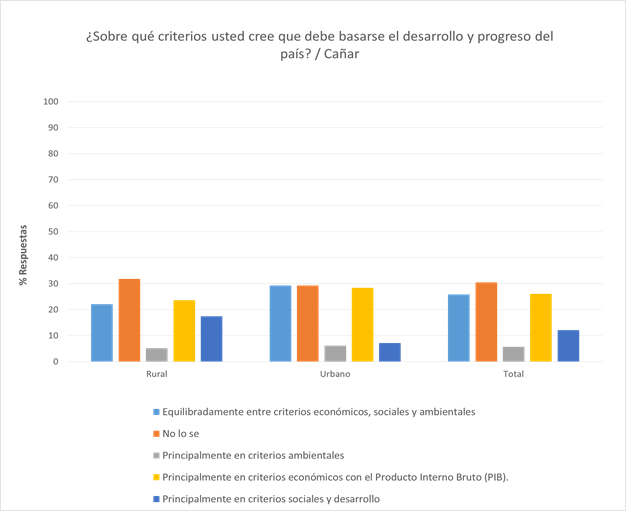 ¿Sobre qué criterios usted cree que debe basarse el desarrollo y progreso del
país? / Cañar
100
90
80
70
60
50
40
30
20
10
0
% Respuestas
Rural
Urbano
Total
Equilibradamente entre criterios económicos, sociales y ambientales
No lo se
Principalmente en criterios ambientales
Principalmente en criterios económicos con el Producto Interno Bruto (PIB).
Principalmente en criterios sociales y desarrollo